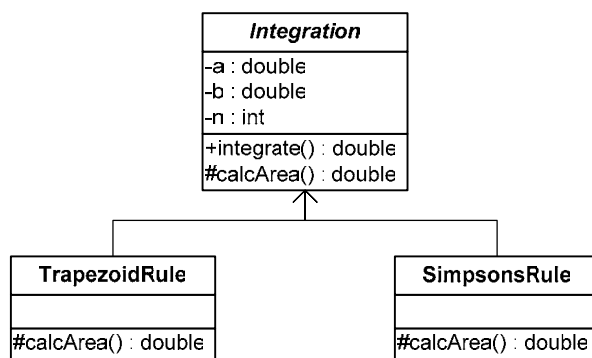 Integration
-a : double
-b : double
-n : int
+integrate() : double
#calcArea() : double
TrapezoidRule
#calcArea() : double
SimpsonsRule
#calcArea() : double